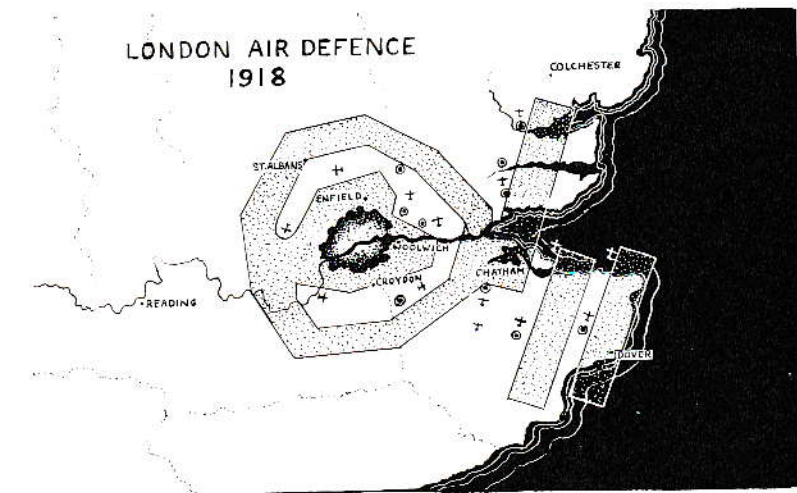 LONDON AIR DEFENCE
1918
COLCHESTER
ST. ALBANS
ENFIELD
WOOLWICH
CHATHAM
CROYDON
READING
DOVER